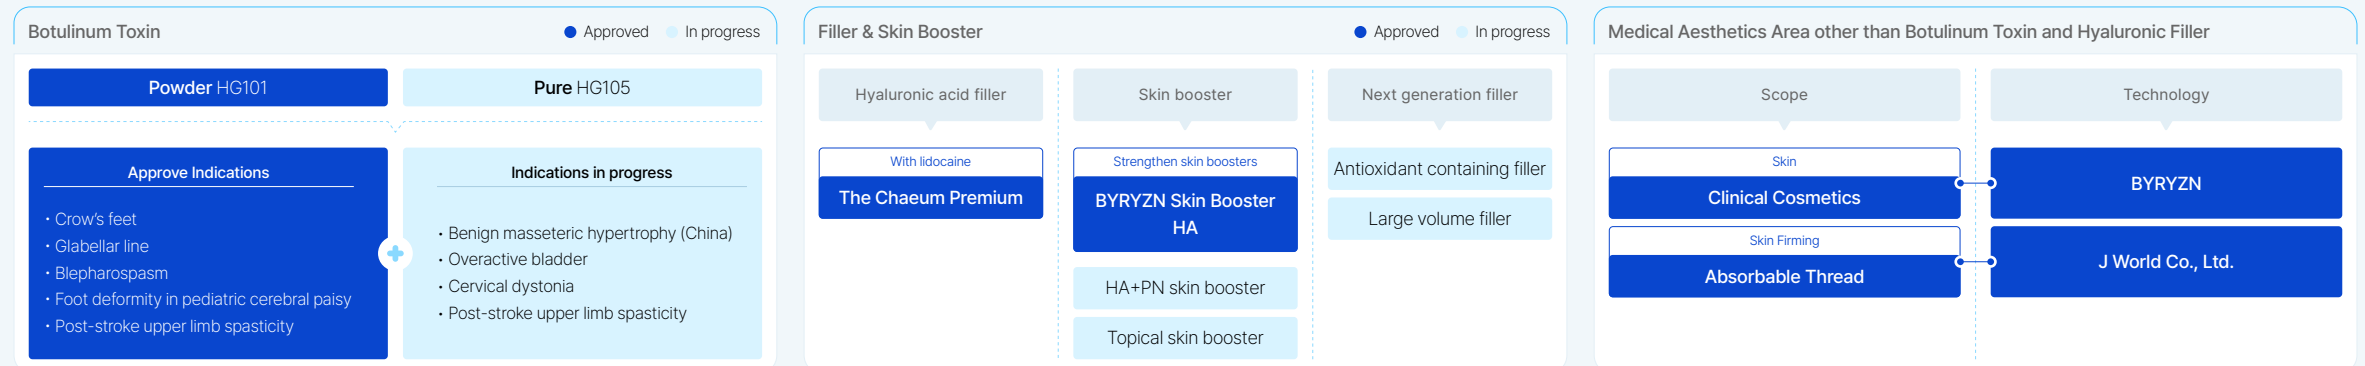 Botulinum Toxin
Approved
In progress
Powder HG101
Pure HG105
Approve Indications
· Crow's feet
· Glabellar line
· Blepharospasm
· Foot deformity in pediatric cerebral paisy
· Post-stroke upper limb spasticity
Indications in progress
· Benign masseteric hypertrophy (China)
· Overactive bladder
· Cervical dystonia
· Post-stroke upper limb spasticity
Filler & Skin Booster
Approved
In progress
Hyaluronic acid filler
With lidocaine
The Chaeum Premium
Skin booster
Strengthen skin boosters
BYRYZN Skin Booster
HA
HA+PN skin booster
Topical skin booster
Next generation filler
Antioxidant containing filler
Large volume filler
Medical Aesthetics Area other than Botulinum Toxin and Hyaluronic Filler
Scope
Technology
Skin
Clinical Cosmetics
BYRYZN
Skin Firming
Absorbable Thread
J World Co., Ltd.